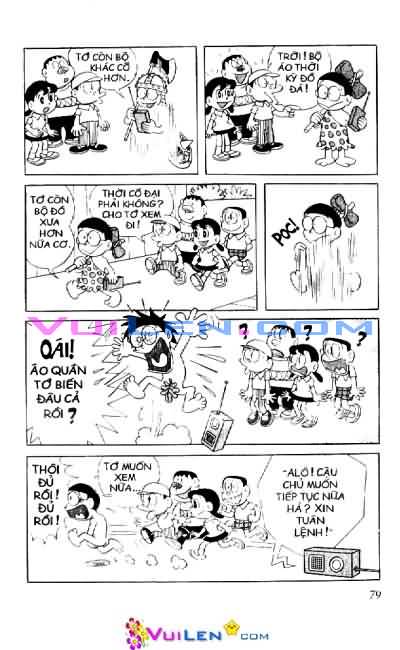 TỚ CÒN BỘ
KHÁC CỔ
HƠN.
TRỜI! BỘ
ÁO THỜI
KỲ ĐỒ
ĐÁ!
TỚ CÒN
BỘ ĐỒ
XƯA
HƠN
NỮA CƠ.
THỜI CỔ ĐẠI
PHẢI KHÔNG?
CHO TỚ XEM
ĐI!
POC!
VUILEN.COM
OÁI!
ÁO QUẦN
TỚ BIẾN
ĐÂU CẢ
RỒI?
?
?
?
THÔI
ĐỦ
RỒI!
ĐỦ
RỒI!
TỚ MUỐN
XEM
NỮA...
"ALÔ! CẬU
CHỦ MUỐN
TIẾP TỤC NỮA
HẢ? XIN
TUÂN
LỆNH!"
79
VUILEN.COM